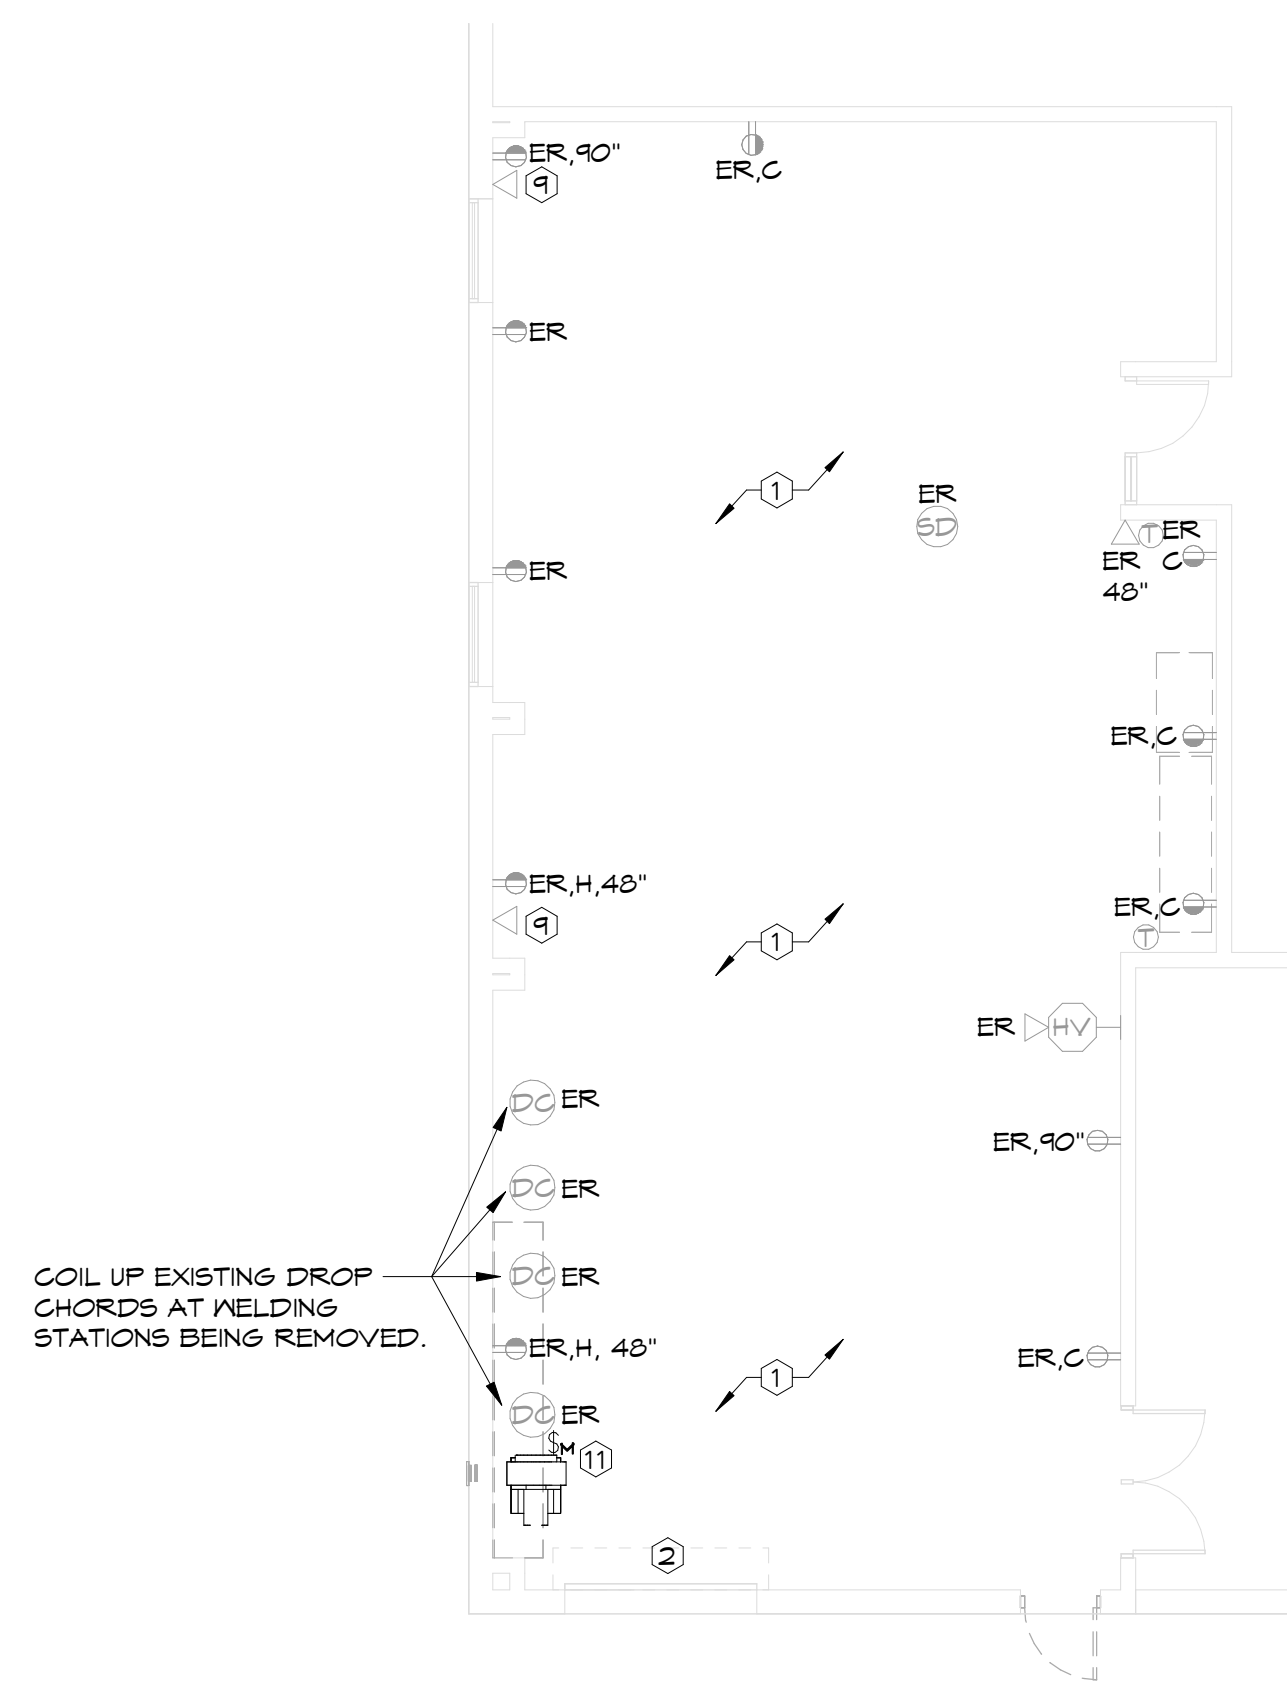 ER,90"
9
ER,C
ER
1
ER
SD
T ER
ER C
48"
ER
ER,C
ER,H,48"
9
1
ER,C
T
ER HV
DC ER
ER,90"
DC ER
COIL UP EXISTING DROP
CHORDS AT WELDING
STATIONS BEING REMOVED.
DC ER
ER,H, 48"
1
ER,C
DC ER
$M
11
2